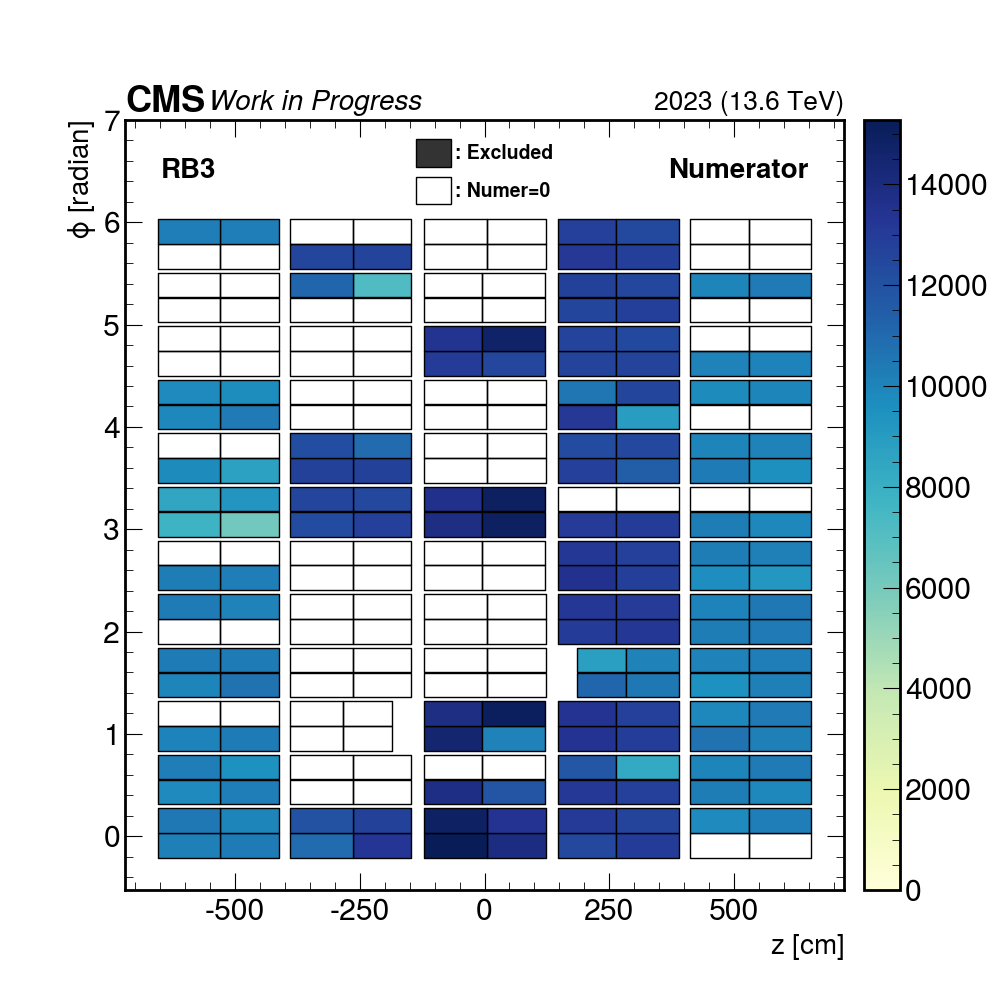 CMS Work in Progress 2023 (13.6 TeV)
RB3
: Excluded
: Numer=0
Numerator
ϕ [radian]
7
6
5
4
3
2
1
0
-500 -250 0 250 500
z [cm]
14000
12000
10000
8000
6000
4000
2000
0